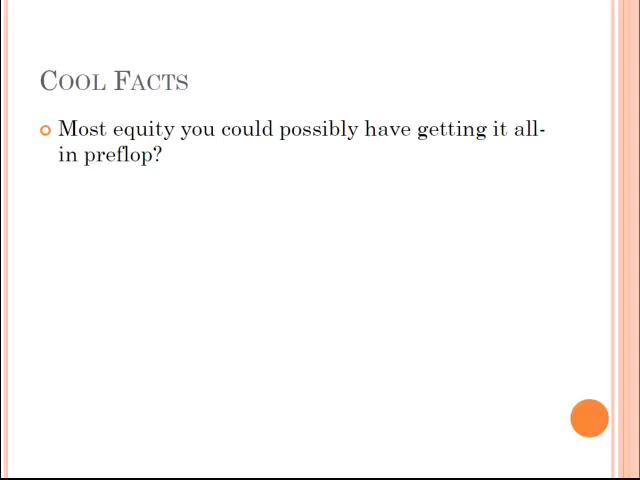 COOL FACTS
Most equity you could possibly have getting it all-
in preflop?